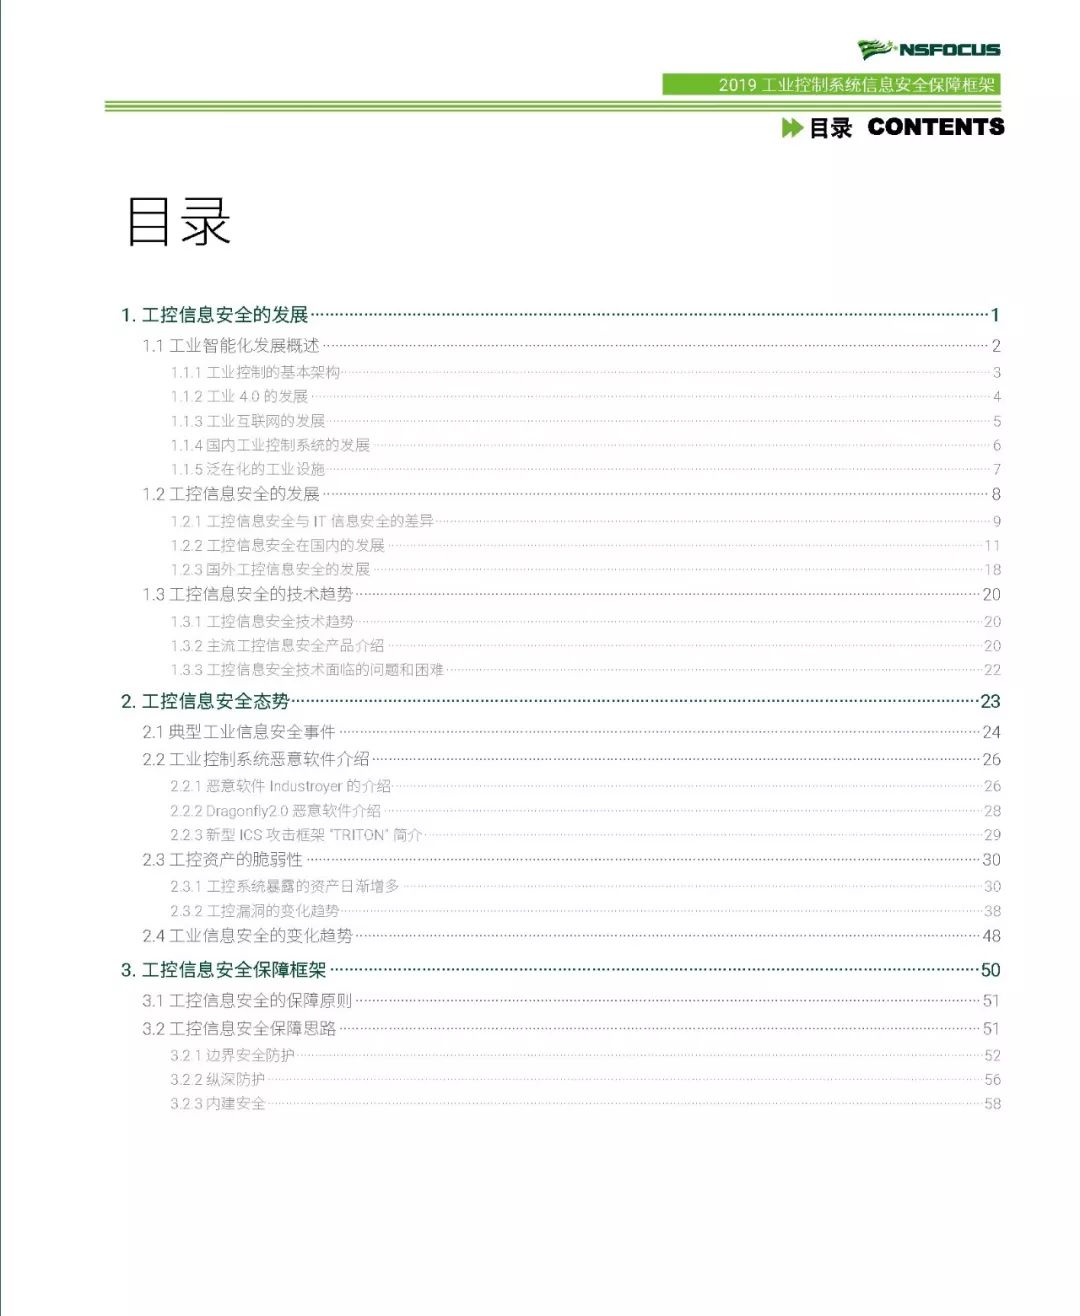 NSFOCUS
2019 工业控制系统信息安全保障框架
目录 CONTENTS
目录
1. 工控信息安全的发展 1
1.1 工业智能化发展概述 2
1.1.1 工业控制的基本架构 3
1.1.2 工业 4.0 的发展 4
1.1.3 工业互联网的发展 5
1.1.4 国内工业控制系统的发展 6
1.1.5 泛在化的工业设施 7
1.2 工控信息安全的发展 8
1.2.1 工控信息安全与 IT 信息安全的差异 9
1.2.2 工控信息安全在国内的发展 11
1.2.3 国外工控信息安全的发展 18
1.3 工控信息安全的技术趋势 20
1.3.1 工控信息安全技术趋势 20
1.3.2 主流工控信息安全产品介绍 20
1.3.3 工控信息安全技术面临的问题和困难 22
2. 工控信息安全态势 23
2.1 典型工业信息安全事件 24
2.2 工业控制系统恶意软件介绍 26
2.2.1 恶意软件 Industroyer 的介绍 26
2.2.2 Dragonfly2.0 恶意软件介绍 28
2.2.3 新型 ICS 攻击框架 "TRITON" 简介 29
2.3 工控资产的脆弱性 30
2.3.1 工控系统暴露的资产日渐增多 30
2.3.2 工控漏洞的变化趋势 38
2.4 工业信息安全的变化趋势 48
3. 工控信息安全保障框架 50
3.1 工控信息安全的保障原则 51
3.2 工控信息安全保障思路 51
3.2.1 边界安全防护 52
3.2.2 纵深防护 56
3.2.3 内建安全 58